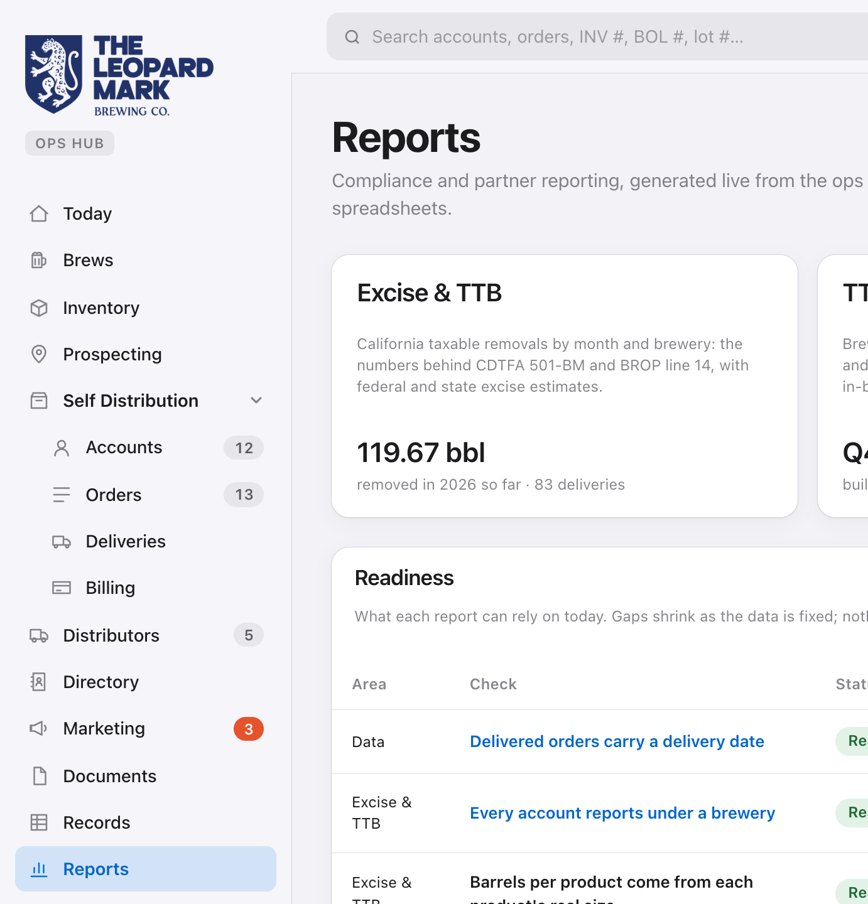 THE
LEOPARD
MARK
BREWING CO.
OPS HUB
Today
Brews
Inventory
Prospecting
Self Distribution
Accounts 12
Orders 13
Deliveries
Billing
Distributors 5
Directory
Marketing 3
Documents
Records
Reports
Search accounts, orders, INV #, BOL #, lot #...
Reports
Compliance and partner reporting, generated live from the ops
spreadsheets.
Excise & TTB
California taxable removals by month and brewery: the
numbers behind CDTFA 501-BM and BROP line 14, with
federal and state excise estimates.
119.67 bbl
removed in 2026 so far · 83 deliveries
Readiness
What each report can rely on today. Gaps shrink as the data is fixed;
Area Check
Data Delivered orders carry a delivery date
Excise &
TTB
Every account reports under a brewery
Excise &
TTB
Barrels per product come from each
product's real size